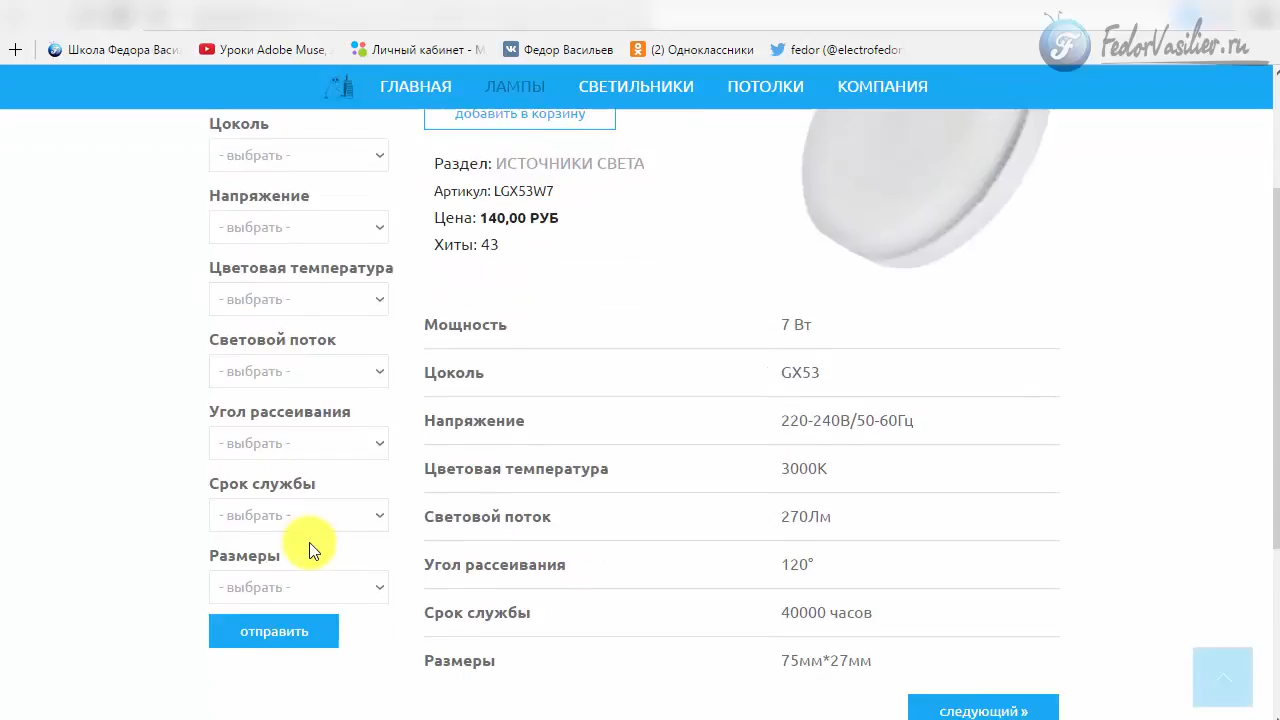 Школа Федора Васи
Уроки Adobe Muse,
Личный кабинет - М
Федор Васильев
(2) Одноклассники
fedor (@electrofedor
FedorVasiliev.ru
ГЛАВНАЯ
ЛАМПЫ
СВЕТИЛЬНИКИ
ПОТОЛКИ
КОМПАНИЯ
Цоколь
- выбрать -
Напряжение
- выбрать -
Цветовая температура
- выбрать -
Световой поток
- выбрать -
Угол рассеивания
- выбрать -
Срок службы
- выбрать -
Размеры
- выбрать -
отправить
добавить в корзину
Раздел: ИСТОЧНИКИ СВЕТА
Артикул: LGX53W7
Цена: 140,00 РУБ
Хиты: 43
Мощность 7 Вт
Цоколь GX53
Напряжение 220-240В/50-60Гц
Цветовая температура 3000К
Световой поток 270Лм
Угол рассеивания 120°
Срок службы 40000 часов
Размеры 75мм*27мм
следующий »